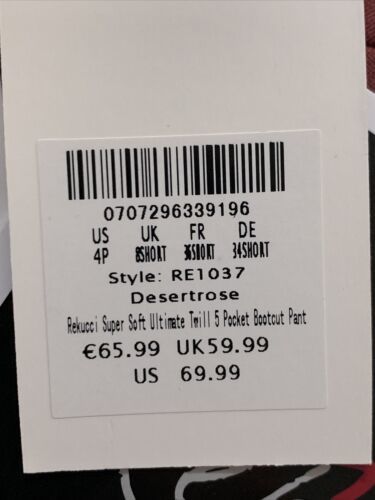 0707296339196
US UK FR DE
4P 8SHORT 36SHORT 34SHORT
Style: RE1037
Desertrose
Rekucci Super Soft Ultimate Twill 5 Pocket Bootcut Pant
€65.99 UK59.99
US 69.99